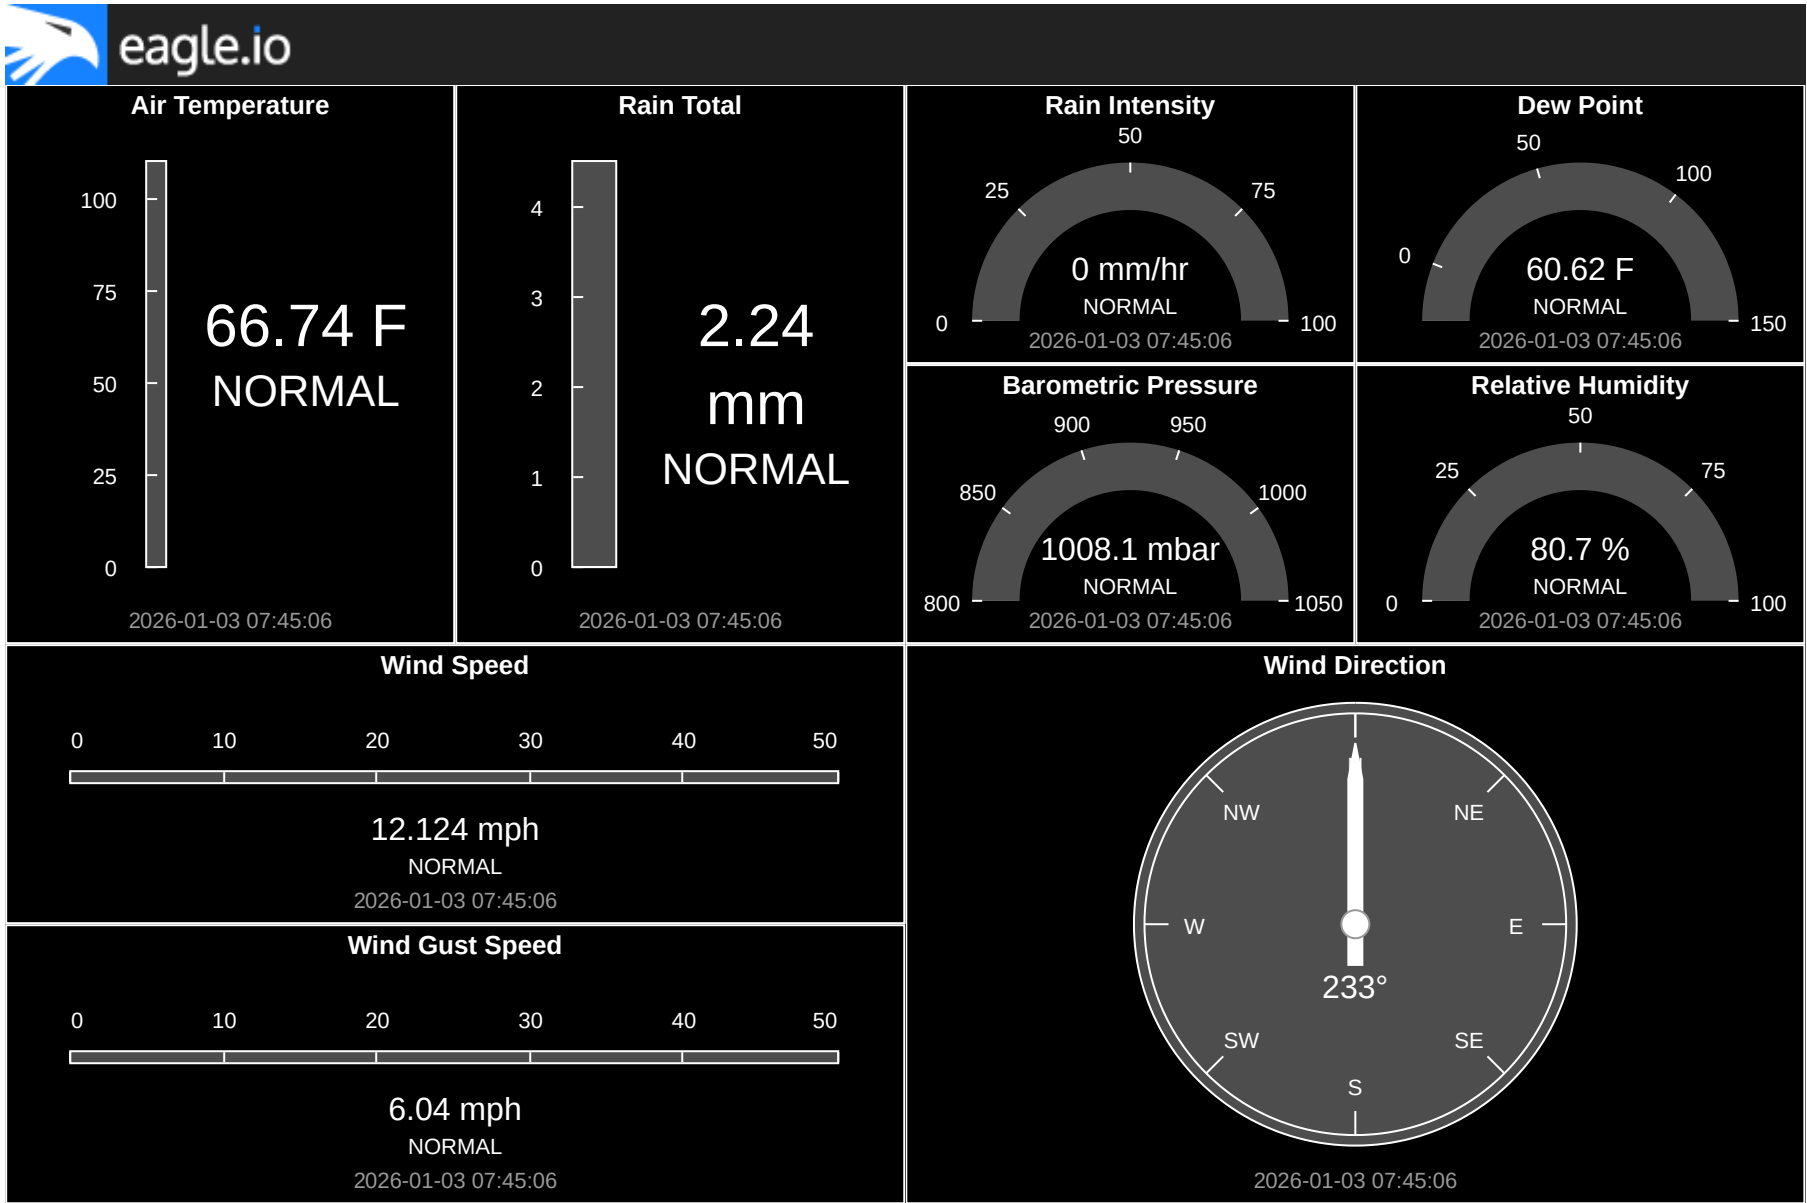 eagle.io
Air Temperature
100
75
50
25
0
66.74 F
NORMAL
2026-01-03 07:45:06
Rain Total
4
3
2
1
0
2.24
mm
NORMAL
2026-01-03 07:45:06
Rain Intensity
50
25
75
0
100
0 mm/hr
NORMAL
2026-01-03 07:45:06
Dew Point
50
100
0
150
60.62 F
NORMAL
2026-01-03 07:45:06
Barometric Pressure
900
950
850
1000
800
1050
1008.1 mbar
NORMAL
2026-01-03 07:45:06
Relative Humidity
50
25
75
0
100
80.7 %
NORMAL
2026-01-03 07:45:06
Wind Speed
0 10 20 30 40 50
12.124 mph
NORMAL
2026-01-03 07:45:06
Wind Gust Speed
0 10 20 30 40 50
6.04 mph
NORMAL
2026-01-03 07:45:06
Wind Direction
NW
NE
W
E
233°
SW
SE
S
2026-01-03 07:45:06